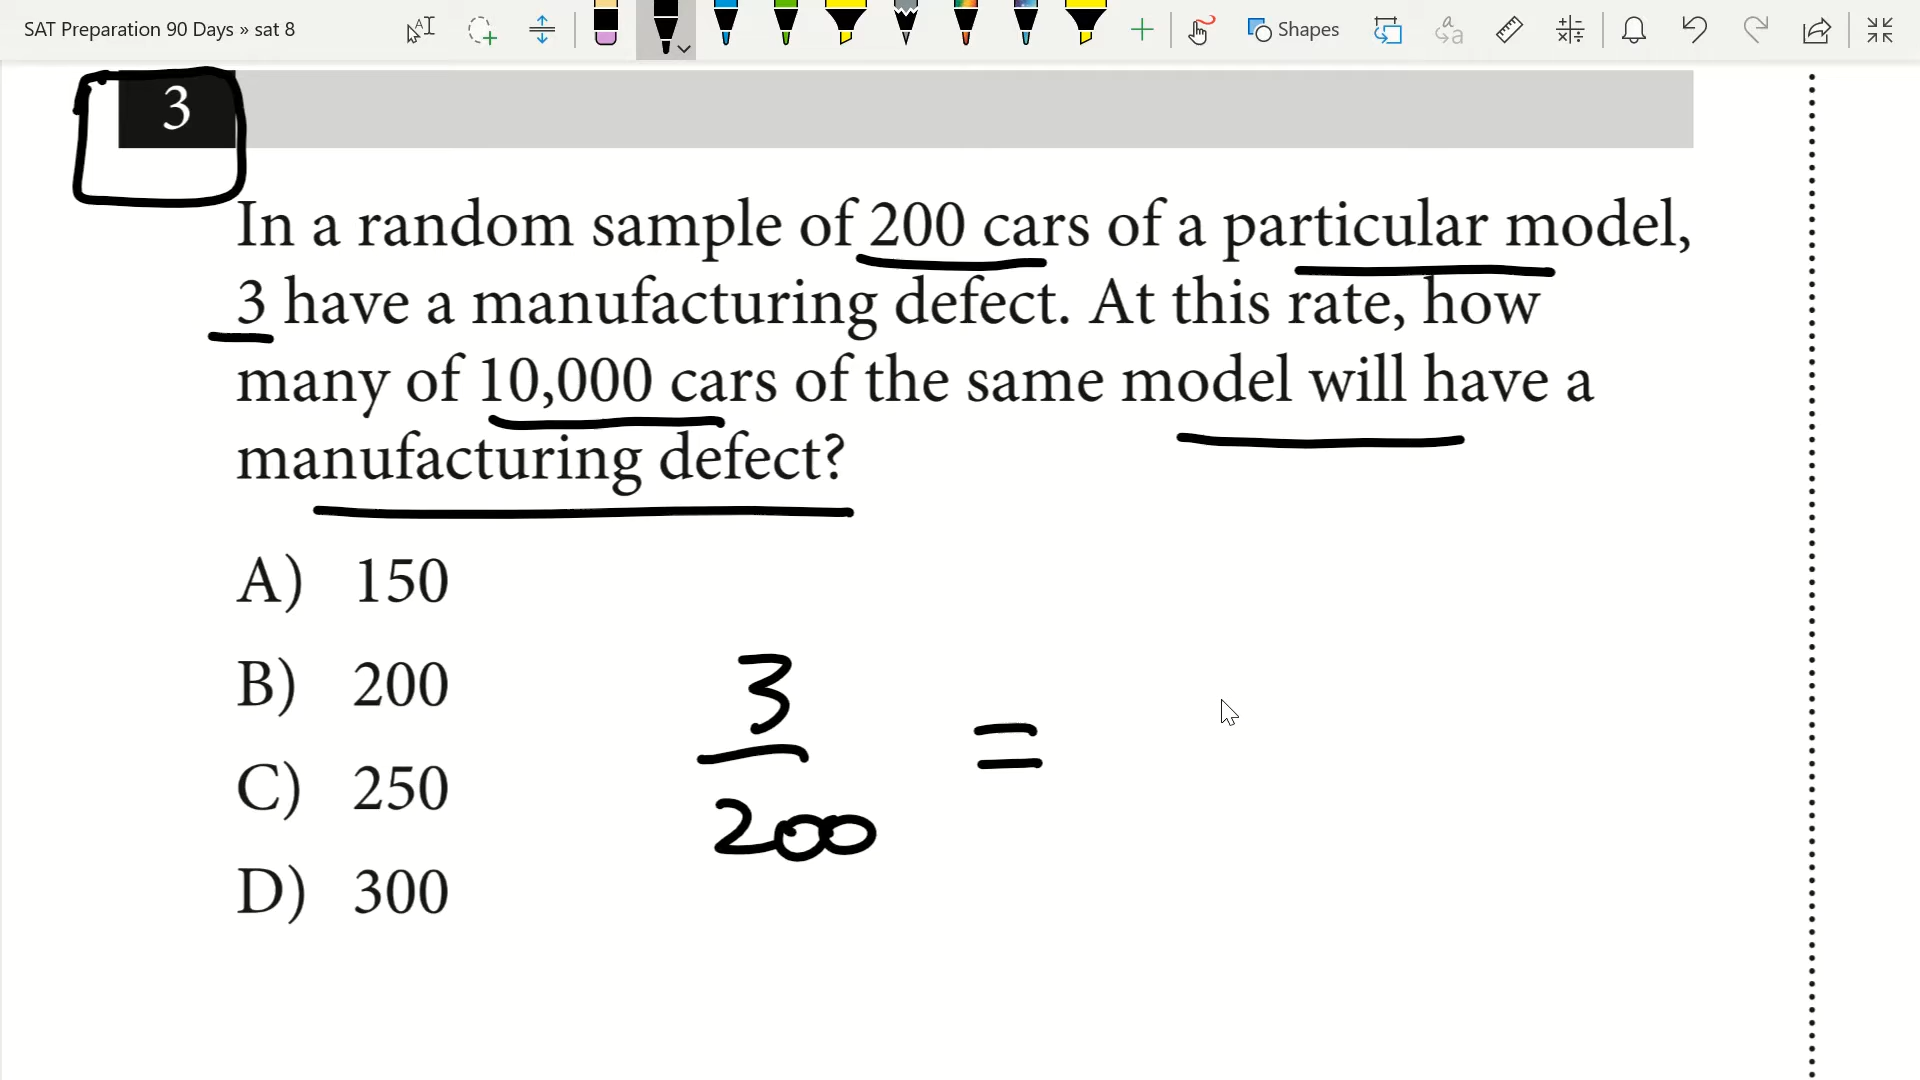 SAT Preparation 90 Days » sat 8
Shapes
3
In a random sample of 200 cars of a particular model,
3 have a manufacturing defect. At this rate, how
many of 10,000 cars of the same model will have a
manufacturing defect?
A) 150
B) 200
C) 250
D) 300
3
=
200